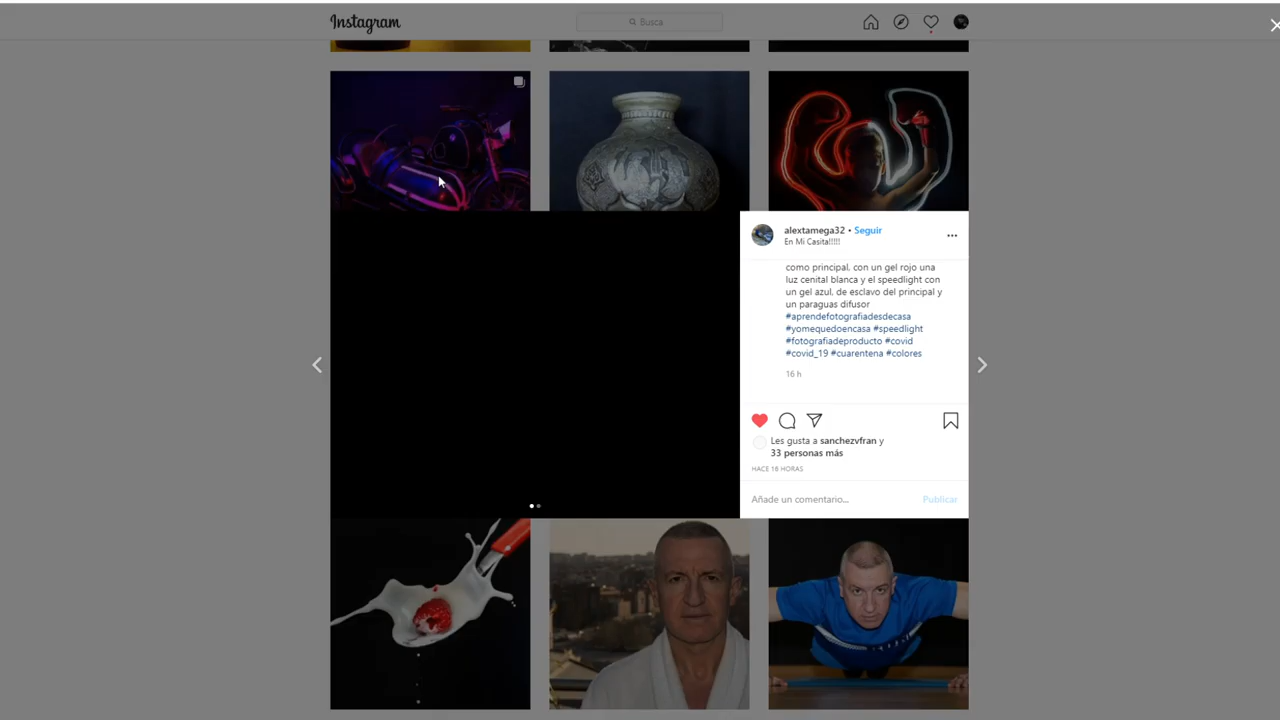 Instagram
Busca
alextamega32 • Seguir
En Mi Casita!!!!!
como principal, con un gel rojo una
luz cenital blanca y el speedlight con
un gel azul, de esclavo del principal y
un paraguas difusor
#aprendefotografiadesdecasa
#yomequedoencasa #speedlight
#fotografiadeproducto #covid
#covid_19 #cuarentena #colores
16 h
Les gusta a sanchezvfran y
33 personas más
HACE 16 HORAS
Añade un comentario... Publicar